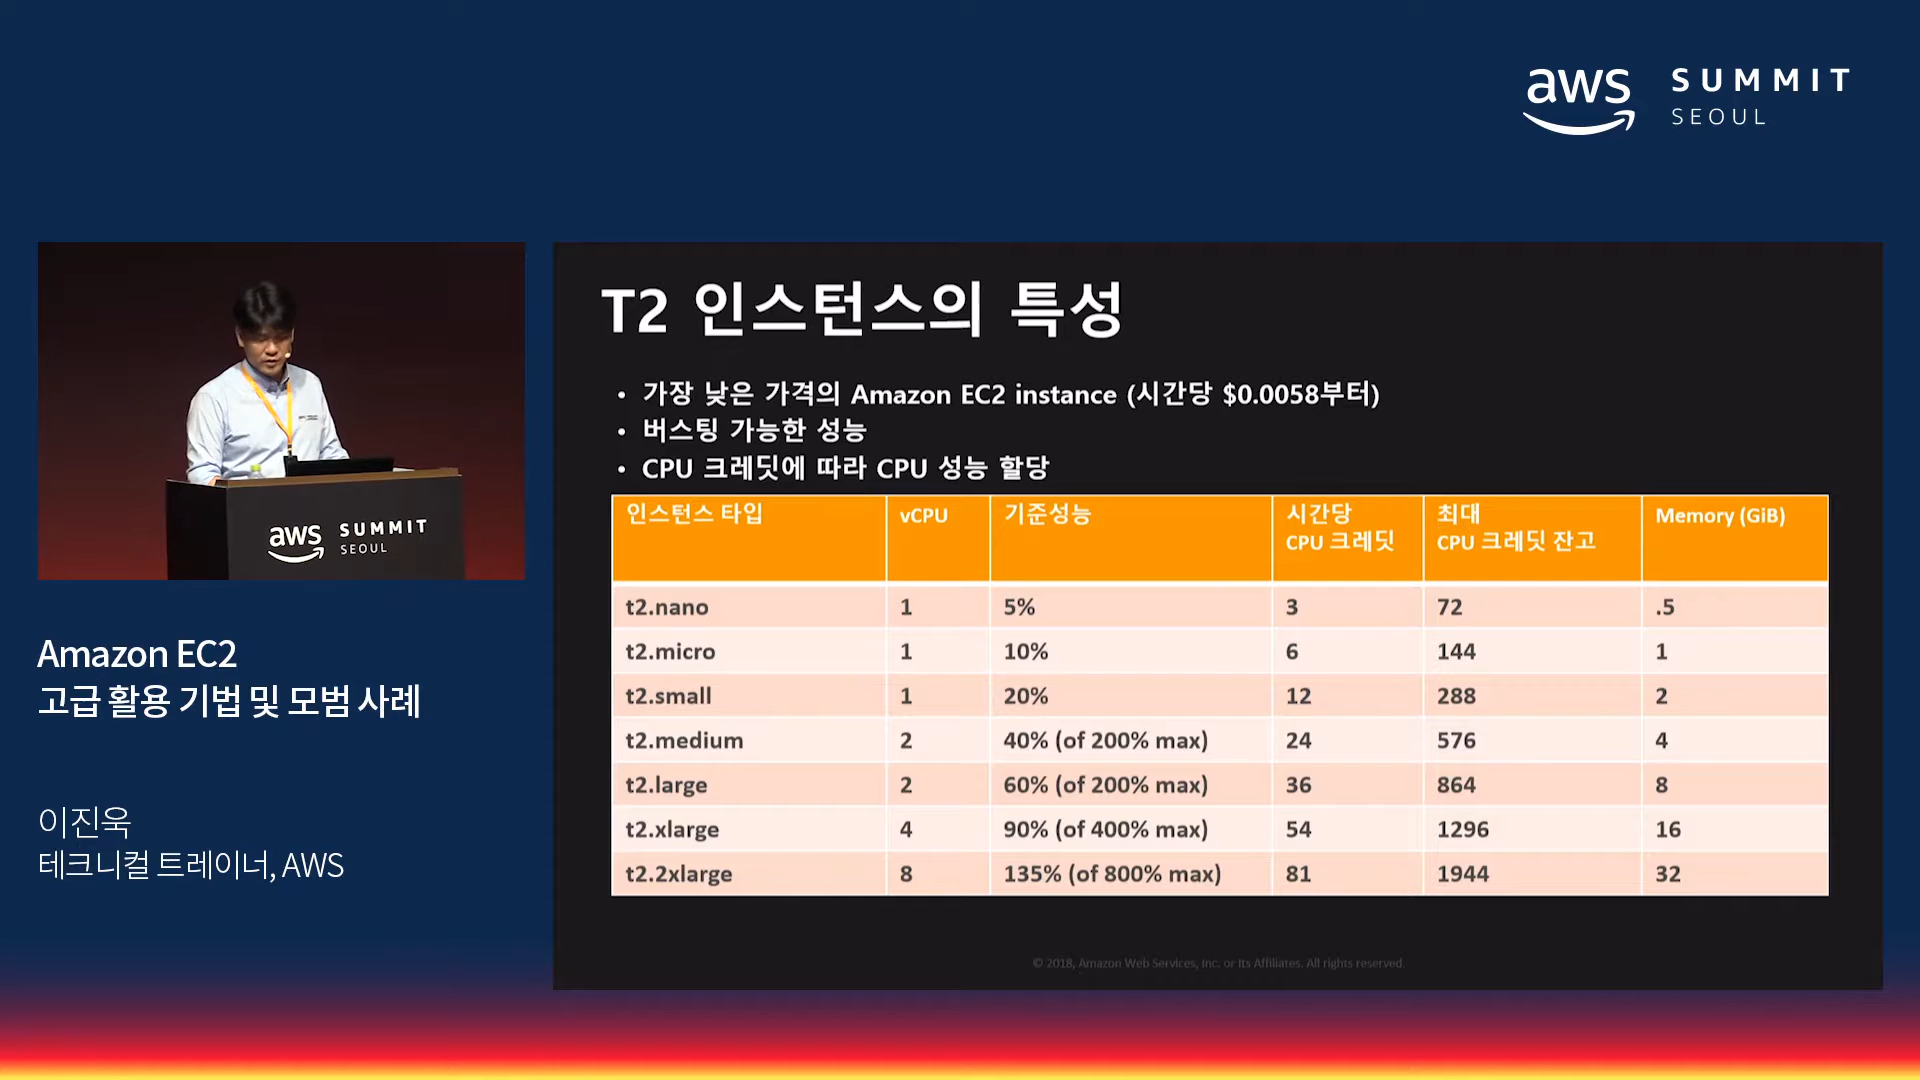 aws SUMMIT
SEOUL
aws SUMMIT
SEOUL
Amazon EC2
고급 활용 기법 및 모범 사례
이진욱
테크니컬 트레이너, AWS
T2 인스턴스의 특성
• 가장 낮은 가격의 Amazon EC2 instance (시간당 $0.0058부터)
• 버스팅 가능한 성능
• CPU 크레딧에 따라 CPU 성능 할당
인스턴스 타입 vCPU 기준성능 시간당 CPU 크레딧 최대 CPU 크레딧 잔고 Memory (GiB)
t2.nano 1 5% 3 72 .5
t2.micro 1 10% 6 144 1
t2.small 1 20% 12 288 2
t2.medium 2 40% (of 200% max) 24 576 4
t2.large 2 60% (of 200% max) 36 864 8
t2.xlarge 4 90% (of 400% max) 54 1296 16
t2.2xlarge 8 135% (of 800% max) 81 1944 32
© 2018, Amazon Web Services, Inc. or Its Affiliates. All rights reserved.